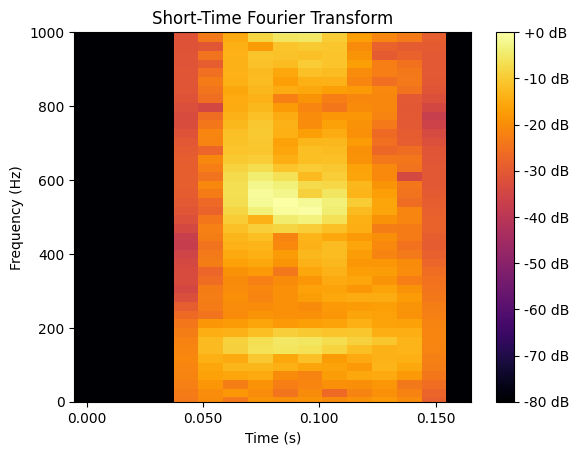 Short-Time Fourier Transform
1000
800
600
400
200
0
Frequency (Hz)
0.000
0.050
0.100
0.150
Time (s)
+0 dB
-10 dB
-20 dB
-30 dB
-40 dB
-50 dB
-60 dB
-70 dB
-80 dB